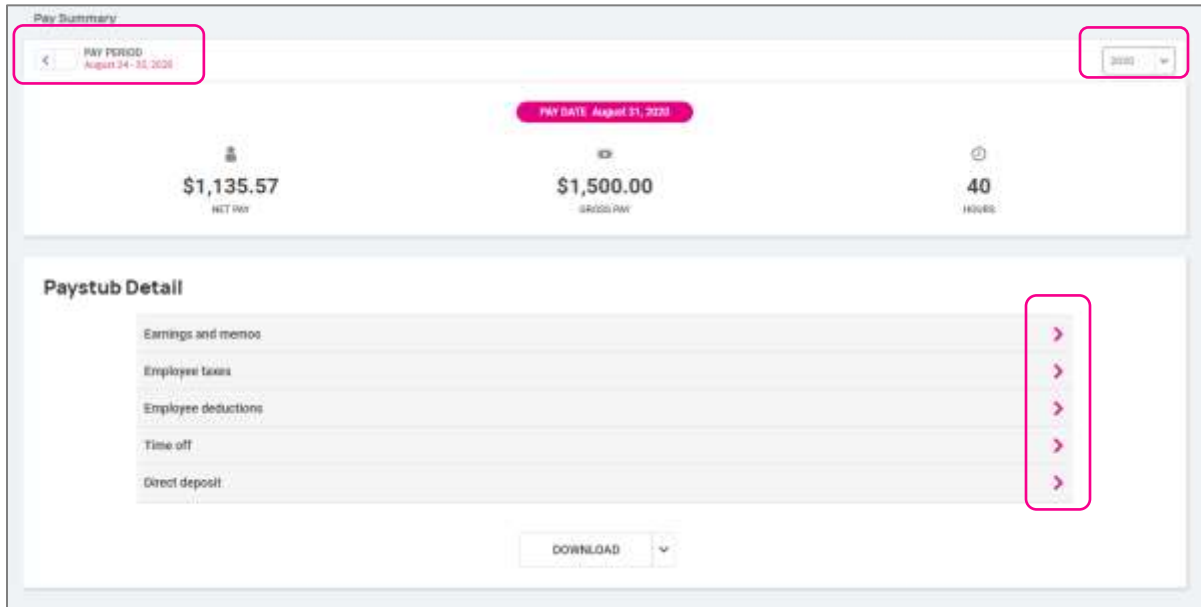 Pay Summary
PAY PERIOD
August 24 - 30, 2020
2020
PAY DATE August 31, 2020
$1,135.57
$1,500.00
40
NET PAY
GROSS PAY
HOURS
Paystub Detail
Earnings and memos
Employee taxes
Employee deductions
Time off
Direct deposit
DOWNLOAD